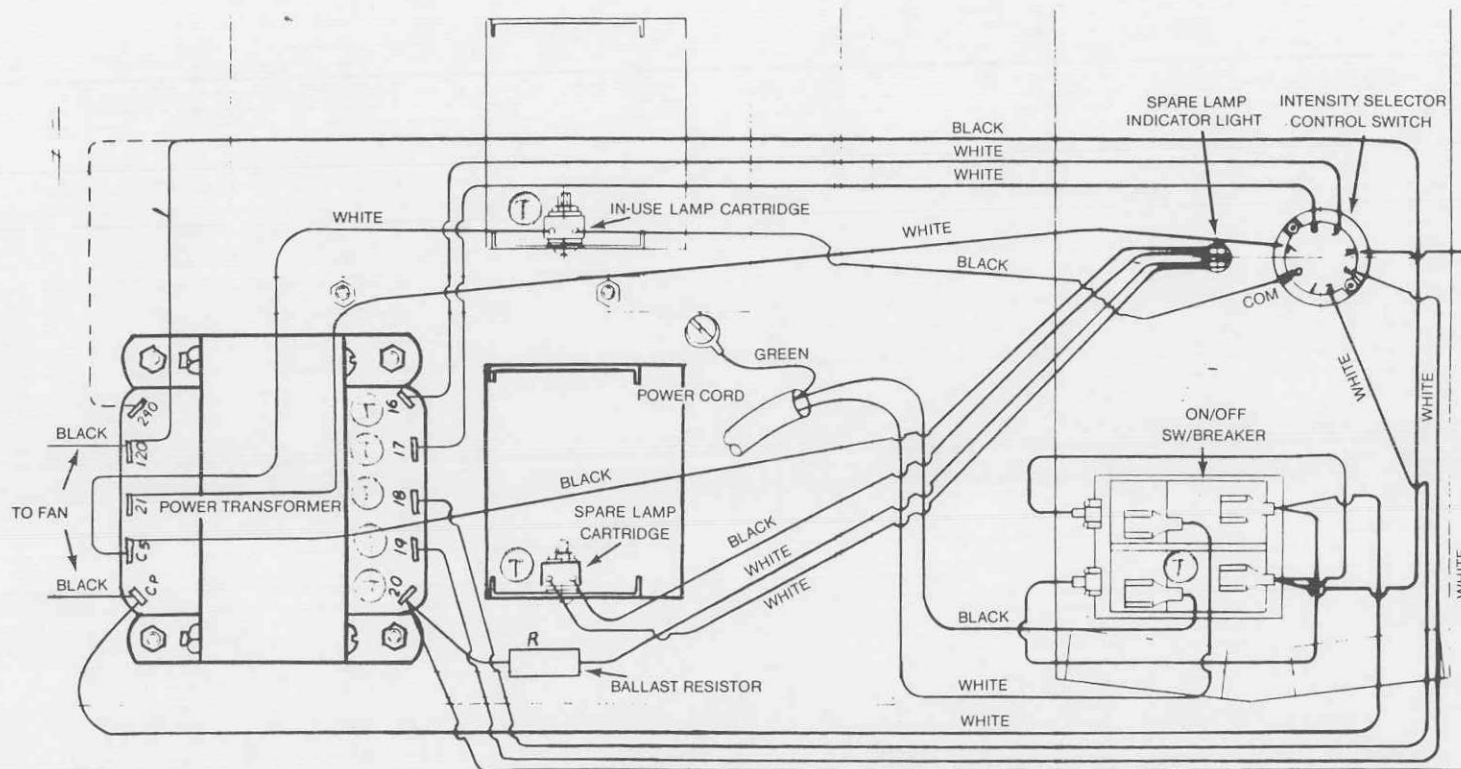 SPARE LAMP
INDICATOR LIGHT
INTENSITY SELECTOR
CONTROL SWITCH
BLACK
WHITE
WHITE
T
IN-USE LAMP CARTRIDGE
WHITE
WHITE
BLACK
COM
GREEN
POWER CORD
WHITE
WHITE
ON/OFF
SW/BREAKER
240
T
16
BLACK
120
17
BLACK
TO FAN
21
POWER TRANSFORMER
18
SPARE LAMP
CARTRIDGE
BLACK
CS
19
T
WHITE
T
BLACK
CP
T
20
WHITE
WHITE
BLACK
R
BALLAST RESISTOR
WHITE
WHITE